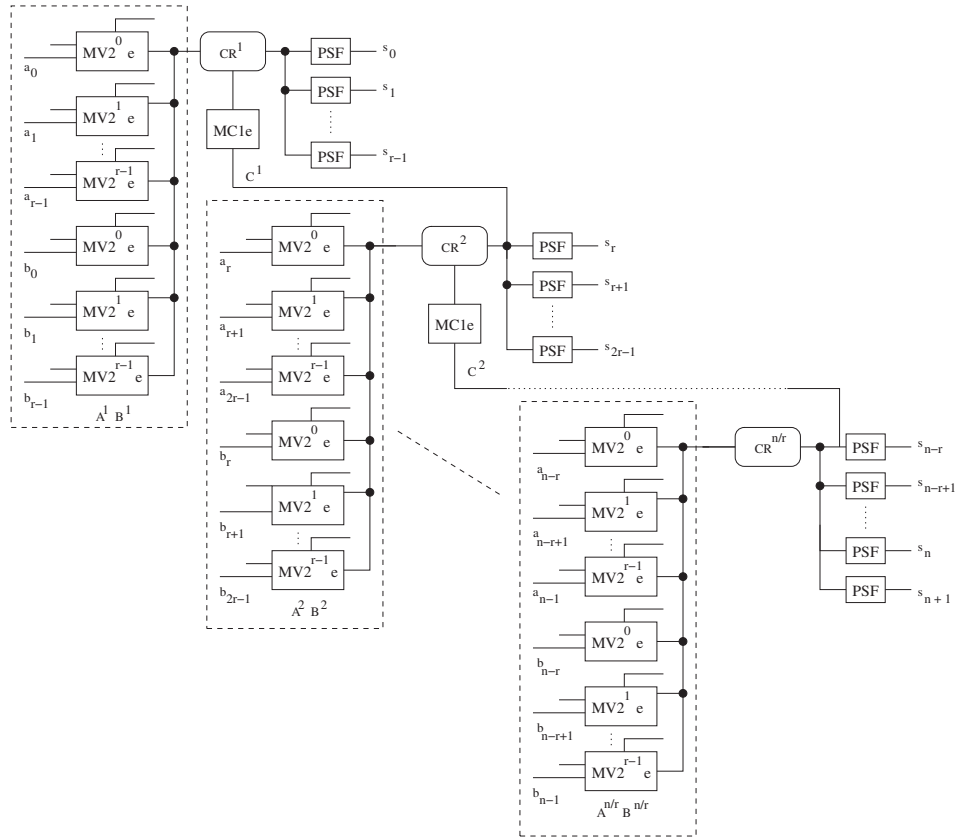 MV2^0 e
a_0
MV2^1 e
a_1
MV2^{r-1} e
a_{r-1}
MV2^0 e
b_0
MV2^1 e
b_1
MV2^{r-1} e
b_{r-1}
A^1 B^1
CR^1
MC1e
C^1
PSF s_0
PSF s_1
PSF s_{r-1}
MV2^0 e
a_r
MV2^1 e
a_{r+1}
MV2^{r-1} e
a_{2r-1}
MV2^0 e
b_r
MV2^1 e
b_{r+1}
MV2^{r-1} e
b_{2r-1}
A^2 B^2
CR^2
MC1e
C^2
PSF s_r
PSF s_{r+1}
PSF s_{2r-1}
MV2^0 e
a_{n-r}
MV2^1 e
a_{n-r+1}
MV2^{r-1} e
a_{n-1}
MV2^0 e
b_{n-r}
MV2^1 e
b_{n-r+1}
MV2^{r-1} e
b_{n-1}
A^{n/r} B^{n/r}
CR^{n/r}
PSF s_{n-r}
PSF s_{n-r+1}
PSF s_n
PSF s_{n+1}